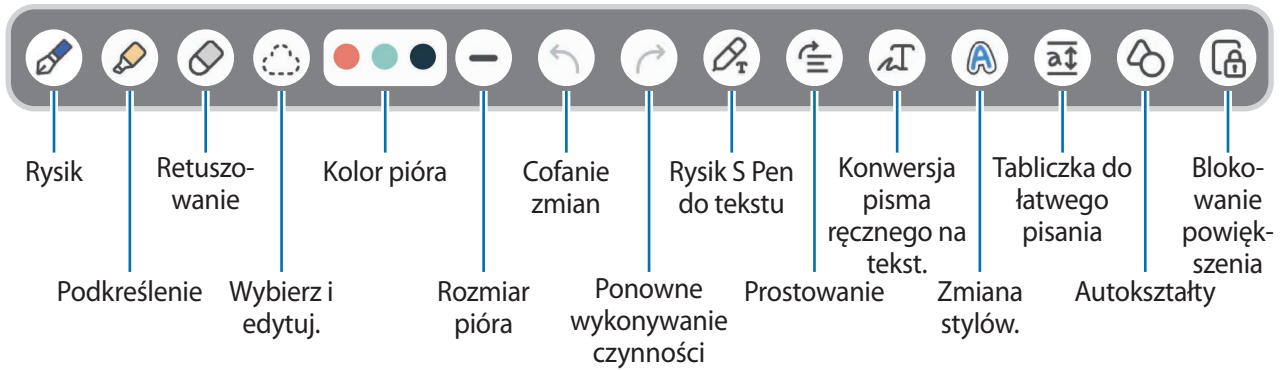 Rysik
Retuszo-
wanie
Kolor pióra
Cofanie
zmian
Rysik S Pen
do tekstu
Konwersja
pisma
ręcznego na
tekst.
Tabliczka do
łatwego
pisania
Bloko-
wanie
powięk-
szenia
Podkreślenie
Wybierz i
edytuj.
Rozmiar
pióra
Ponowne
wykonywanie
czynności
Prostowanie
Zmiana
stylów.
Autokształty